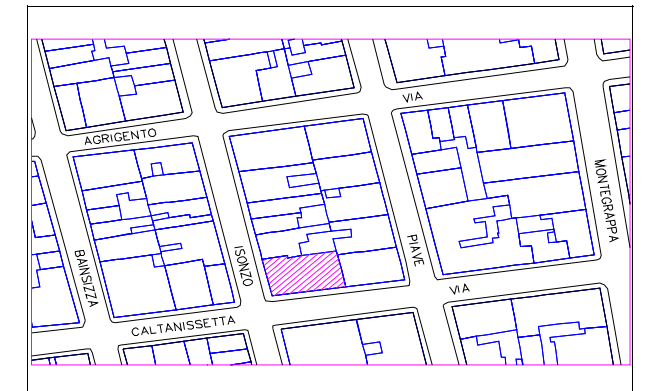 VIA
AGRIGENTO
MONTEGRAPPA
PIAVE
ISONZO
BAINSIZZA
VIA
CALTANISSETTA